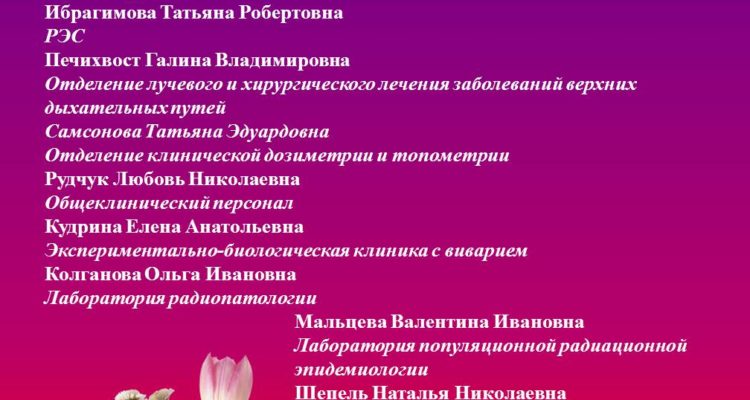 Ибрагимова Татьяна Робертовна
РЭС
Печихвост Галина Владимировна
Отделение лучевого и хирургического лечения заболеваний верхних
дыхательных путей
Самсонова Татьяна Эдуардовна
Отделение клинической дозиметрии и топометрии
Рудчук Любовь Николаевна
Общеклинический персонал
Кудрина Елена Анатольевна
Экспериментально-биологическая клиника с виварием
Колганова Ольга Ивановна
Лаборатория радиопатологии
Мальцева Валентина Ивановна
Лаборатория популяционной радиационной
эпидемиологии
Шепель Наталья Николаевна